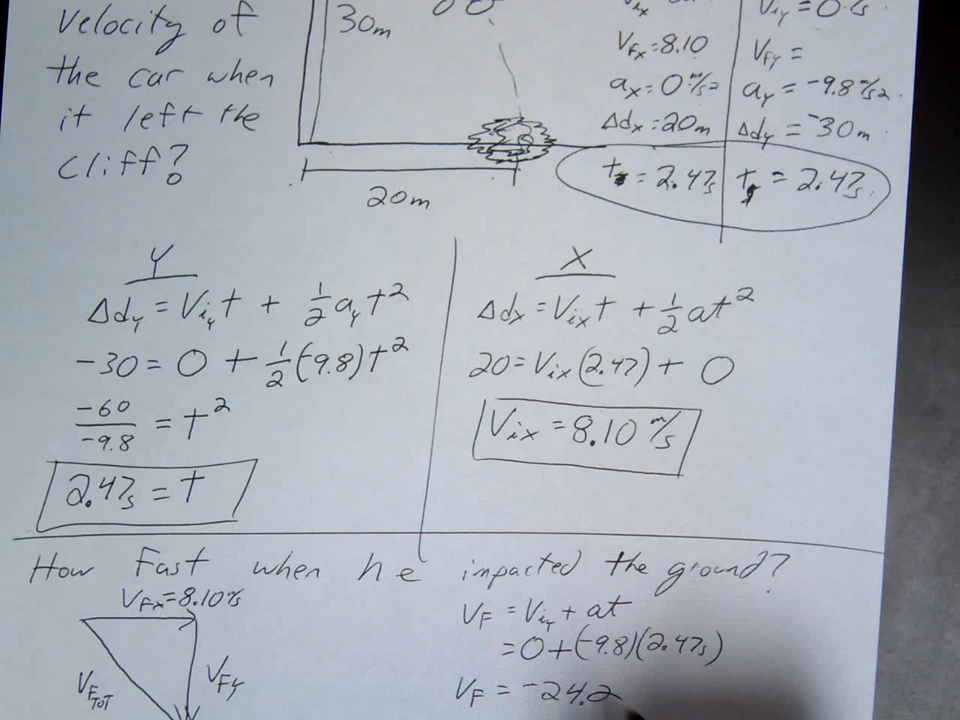 Velocity of
the car when
it left the
cliff?
30m
20m
Vfx = 8.10
ax = 0 m/s²
Δdx = 20m
t = 2.47s
Viy = 0
Vfy =
ay = -9.8 m/s²
Δdy = -30m
t = 2.47s
Y
Δdy = Viy t + 1/2 ay t²
-30 = 0 + 1/2 (-9.8) t²
-60/-9.8 = t²
2.47s = t
X
Δdx = Vix t + 1/2 at²
20 = Vix (2.47) + 0
Vix = 8.10 m/s
How Fast when he impacted the ground?
VFx = 8.10 m/s
VFy
VFTOT
VF = Viy + at
= 0 + (-9.8)(2.47s)
VF = -24.2